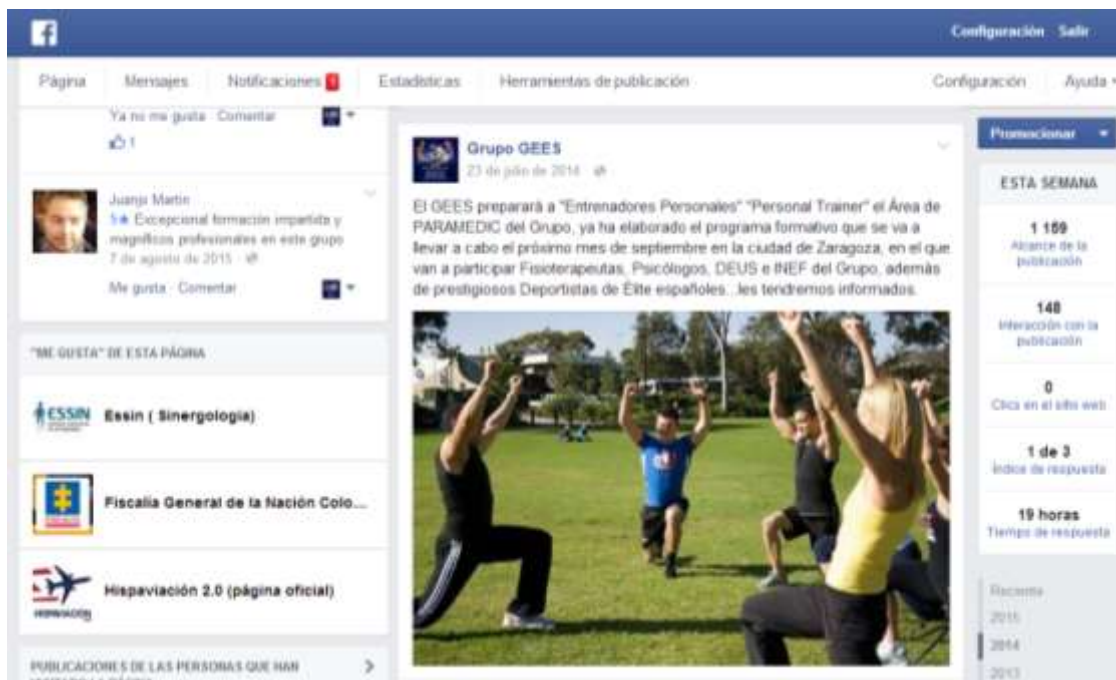 Configuración Salir
Página Mensajes Notificaciones 1 Estadísticas Herramientas de publicación Configuración Ayuda
Ya no me gusta · Comentar
1
Juanjo Martin
5★ Excepcional formación impartida y
magníficos profesionales en este grupo
7 de agosto de 2015
Me gusta · Comentar
"ME GUSTA" DE ESTA PÁGINA
ESSIN
Essin ( Sinergologia)
Fiscalía General de la Nación Colo...
HISPAVIACIÓN
Hispaviación 2.0 (página oficial)
PUBLICACIONES DE LAS PERSONAS QUE HAN
Grupo GEES
23 de julio de 2014
El GEES preparará a "Entrenadores Personales" "Personal Trainer" el Área de
PARAMEDIC del Grupo, ya ha elaborado el programa formativo que se va a
llevar a cabo el próximo mes de septiembre en la ciudad de Zaragoza, en el que
van a participar Fisioterapeutas, Psicólogos, DEUS e INEF del Grupo, además
de prestigiosos Deportistas de Élite españoles...les tendremos informados.
Promocionar
ESTA SEMANA
1 159
Alcance de la
publicación
148
Interacción con la
publicación
0
Clics en el sitio web
1 de 3
Índice de respuesta
19 horas
Tiempo de respuesta
Reciente
2015
2014
2013